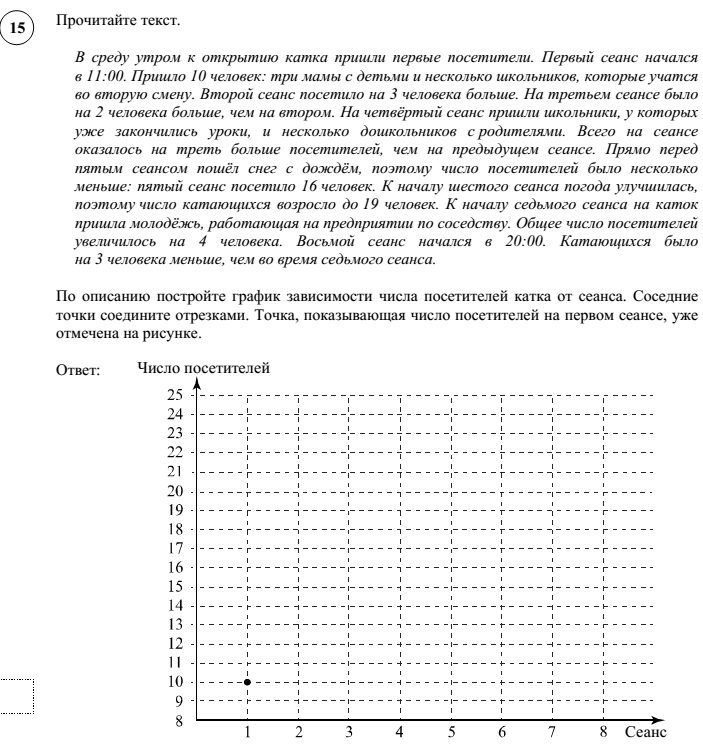 15
Прочитайте текст.
В среду утром к открытию катка пришли первые посетители. Первый сеанс начался
в 11:00. Пришло 10 человек: три мамы с детьми и несколько школьников, которые учатся
во вторую смену. Второй сеанс посетило на 3 человека больше. На третьем сеансе было
на 2 человека больше, чем на втором. На четвёртый сеанс пришли школьники, у которых
уже закончились уроки, и несколько дошкольников с родителями. Всего на сеансе
оказалось на треть больше посетителей, чем на предыдущем сеансе. Прямо перед
пятым сеансом пошёл снег с дождём, поэтому число посетителей было несколько
меньше: пятый сеанс посетило 16 человек. К началу шестого сеанса погода улучшилась,
поэтому число катающихся возросло до 19 человек. К началу седьмого сеанса на каток
пришла молодёжь, работающая на предприятии по соседству. Общее число посетителей
увеличилось на 4 человека. Восьмой сеанс начался в 20:00. Катающихся было
на 3 человека меньше, чем во время седьмого сеанса.
По описанию постройте график зависимости числа посетителей катка от сеанса. Соседние
точки соедините отрезками. Точка, показывающая число посетителей на первом сеансе, уже
отмечена на рисунке.
Ответ:
Число посетителей
25
24
23
22
21
20
19
18
17
16
15
14
13
12
11
10
9
8
1 2 3 4 5 6 7 8 Сеанс